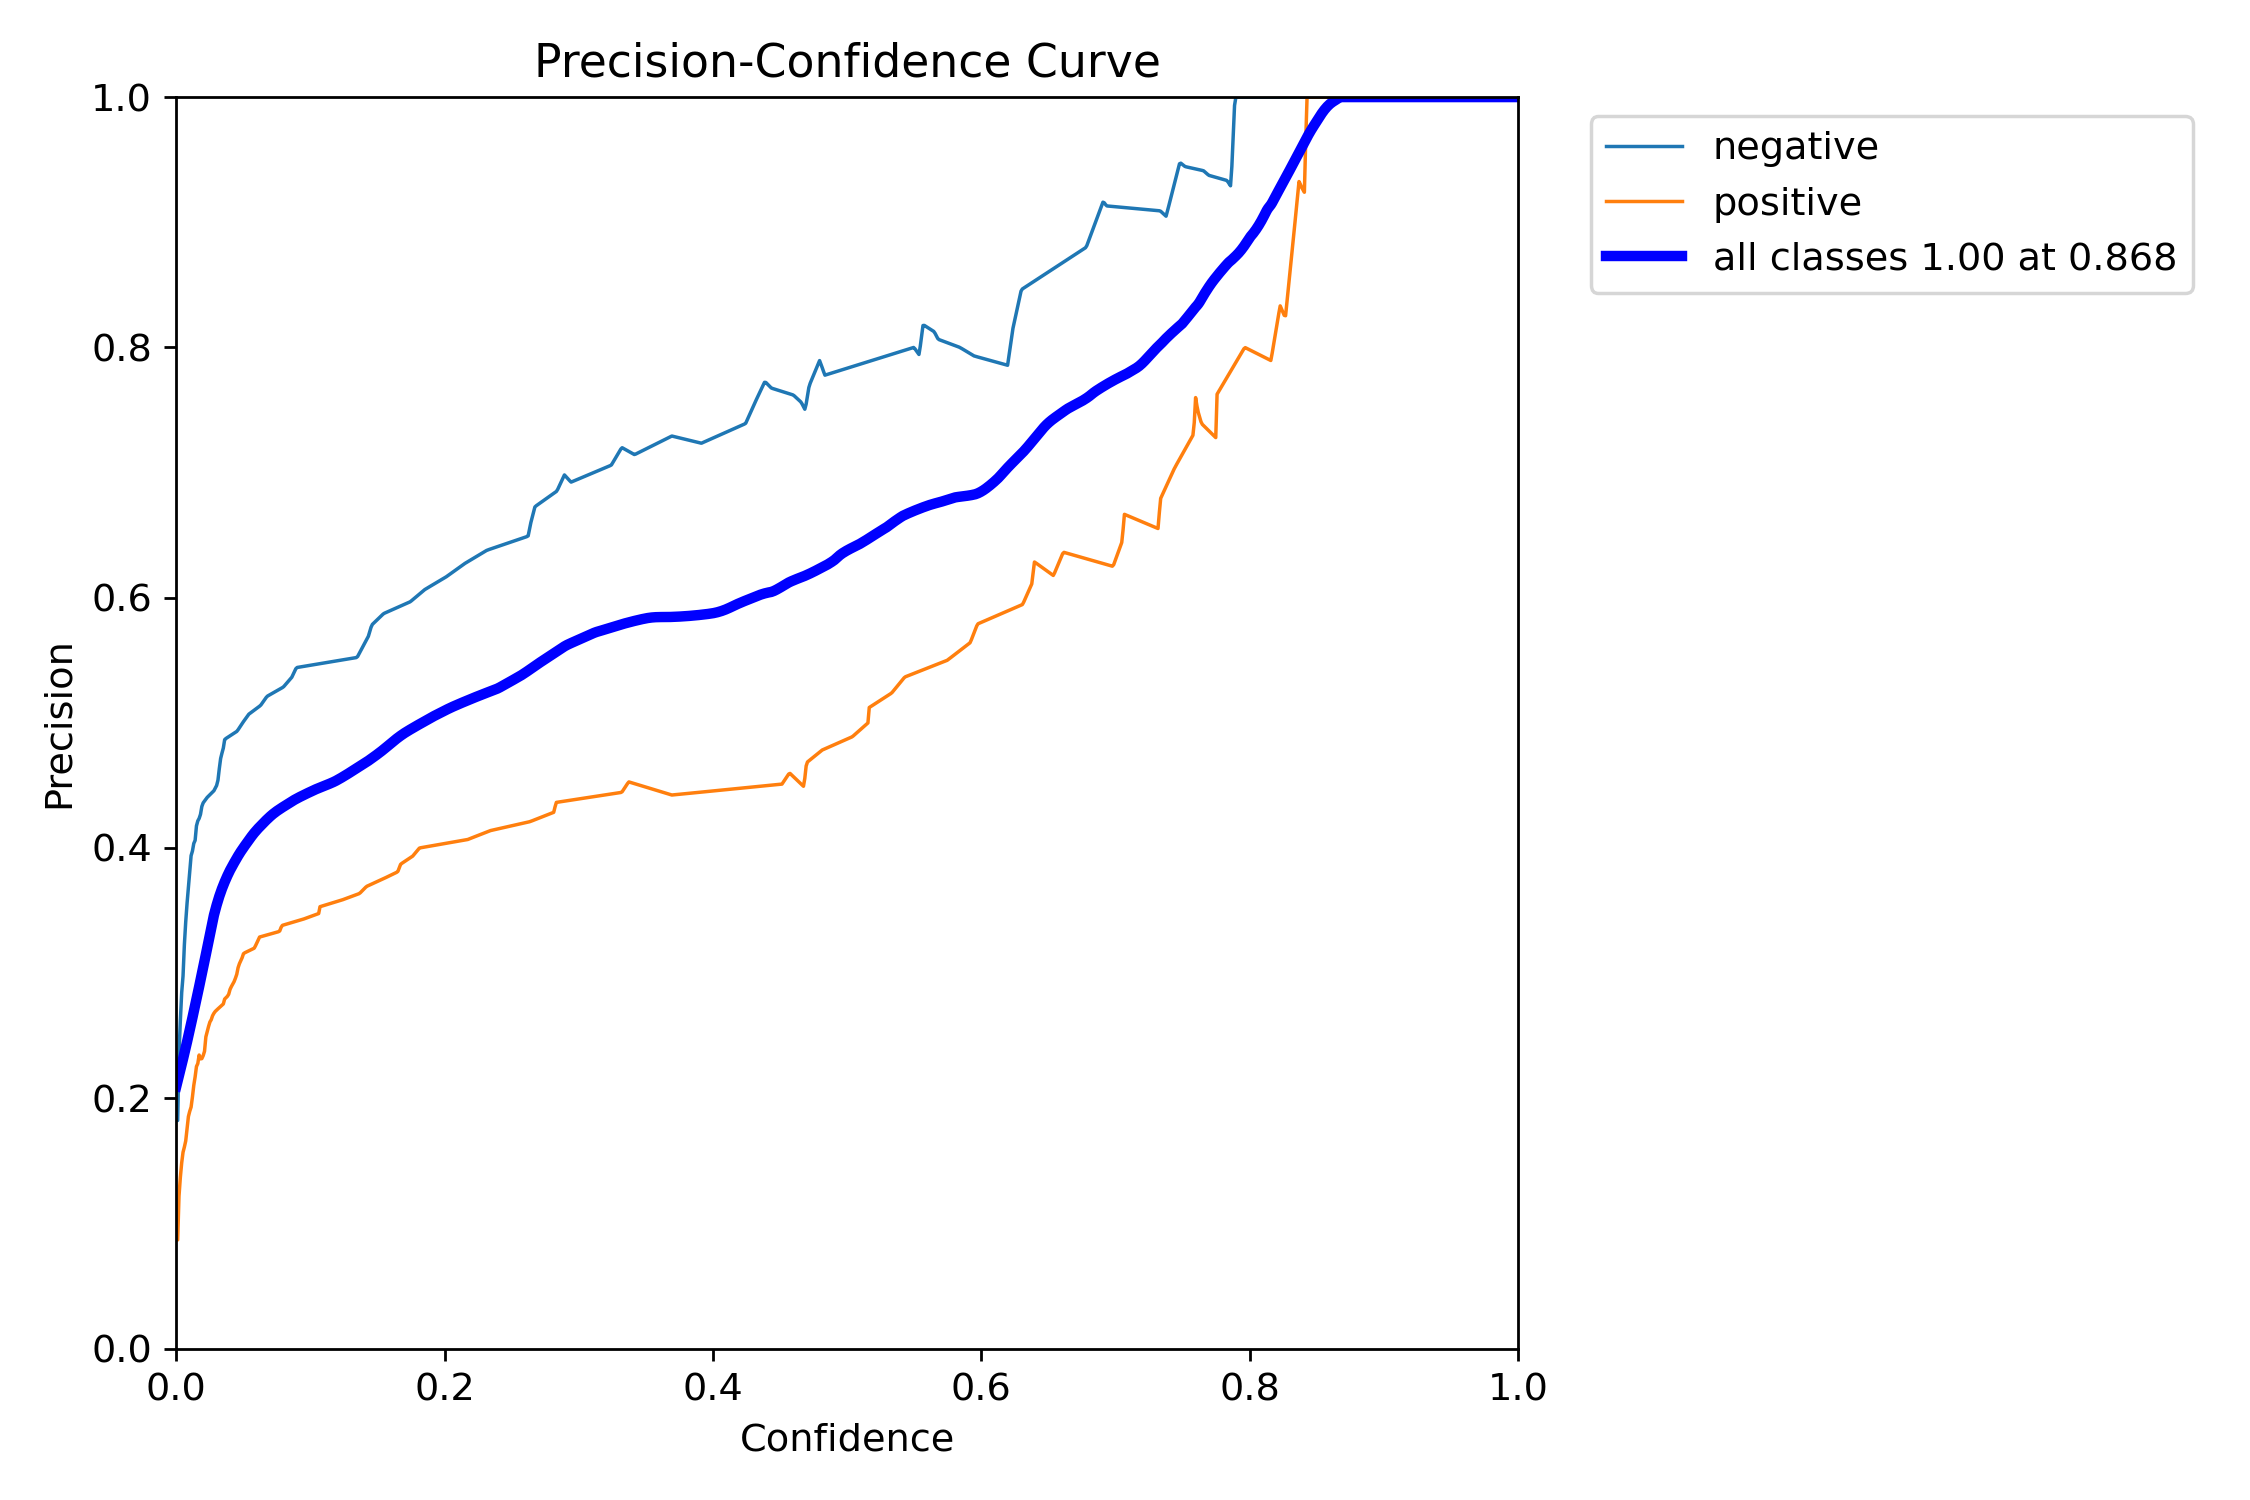 Precision-Confidence Curve
1.0
0.8
0.6
0.4
0.2
0.0
Precision
0.0 0.2 0.4 0.6 0.8 1.0
Confidence
negative
positive
all classes 1.00 at 0.868